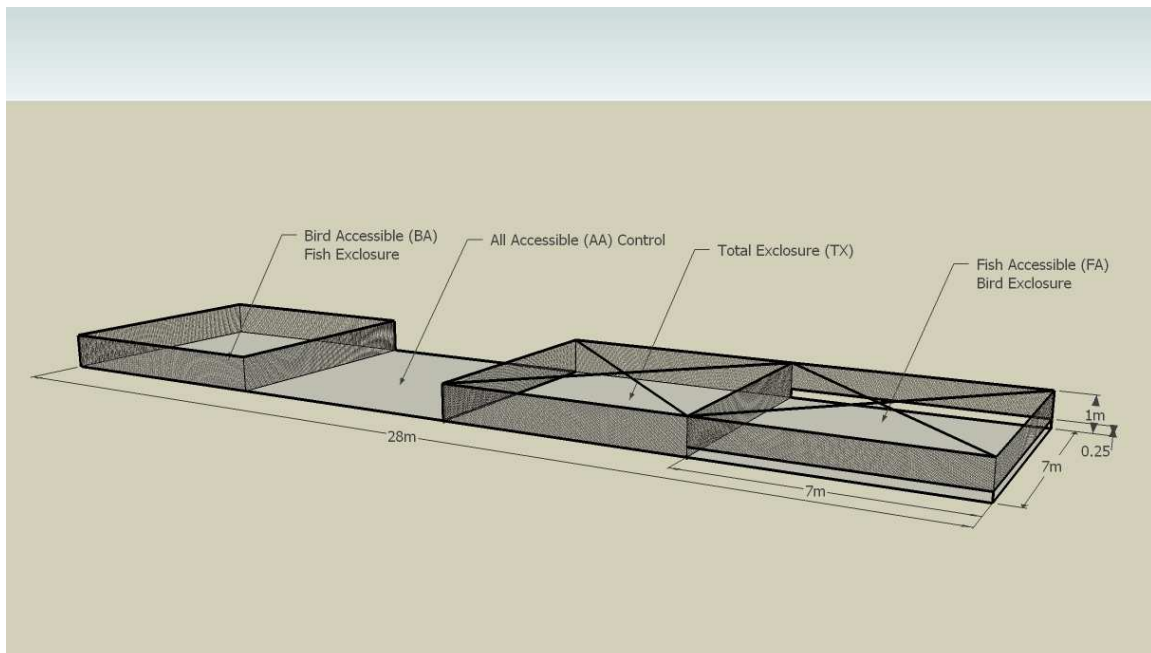 Bird Accessible (BA)
Fish Exclosure
All Accessible (AA) Control
Total Exclosure (TX)
Fish Accessible (FA)
Bird Exclosure
1m
0.25
7m
7m
28m